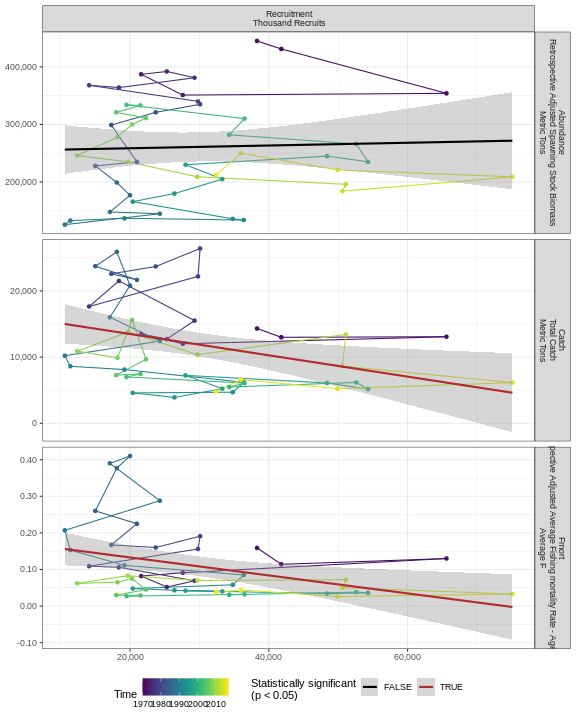 Recruitment
Thousand Recruits
400,000
300,000
200,000
Abundance
Retrospective Adjusted Spawning Stock Biomass
Metric Tons
20,000
10,000
0
Catch
Total Catch
Metric Tons
0.40
0.30
0.20
0.10
0.00
-0.10
Fmort
pective Adjusted Average Fishing mortality Rate - Age
Average F
20,000
40,000
60,000
Time
1970 1980 1990 2000 2010
Statistically significant
(p < 0.05)
FALSE
TRUE